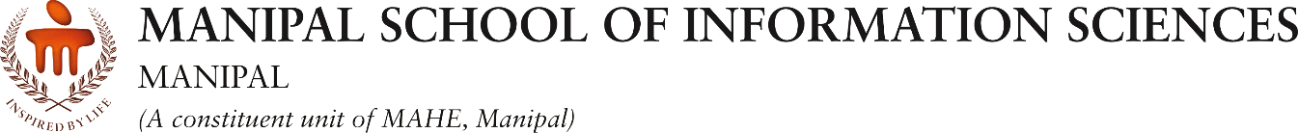 MANIPAL SCHOOL OF INFORMATION SCIENCES
MANIPAL
(A constituent unit of MAHE, Manipal)
INSPIRED BY LIFE